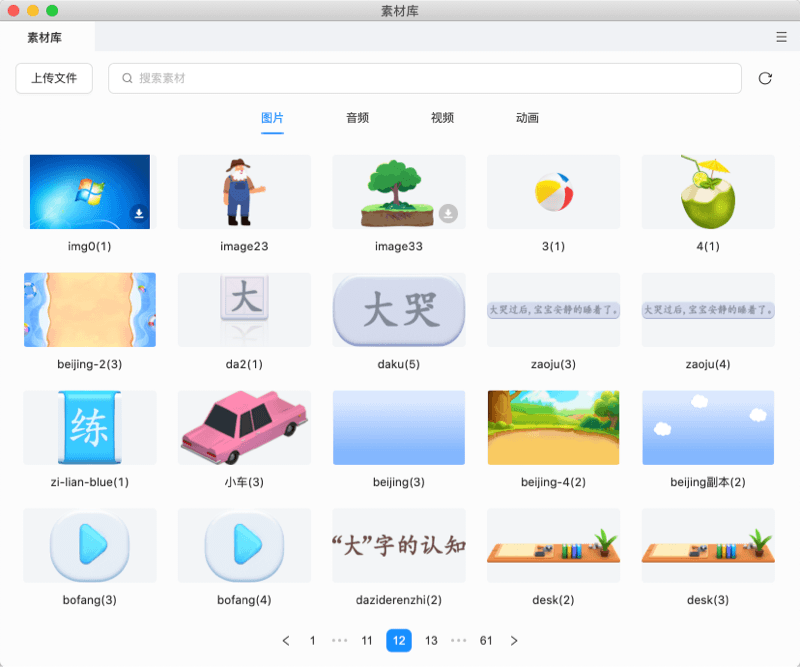 素材库
素材库
上传文件
搜索素材
图片 音频 视频 动画
img0(1) image23 image33 3(1) 4(1)
大
大哭
大哭过后,宝宝安静的睡着了。
大哭过后,宝宝安静的睡着了。
beijing-2(3) da2(1) daku(5) zaoju(3) zaoju(4)
练
zi-lian-blue(1) 小车(3) beijing(3) beijing-4(2) beijing副本(2)
“大”字的认知
bofang(3) bofang(4) daziderenzhi(2) desk(2) desk(3)
1 ••• 11 12 13 ••• 61